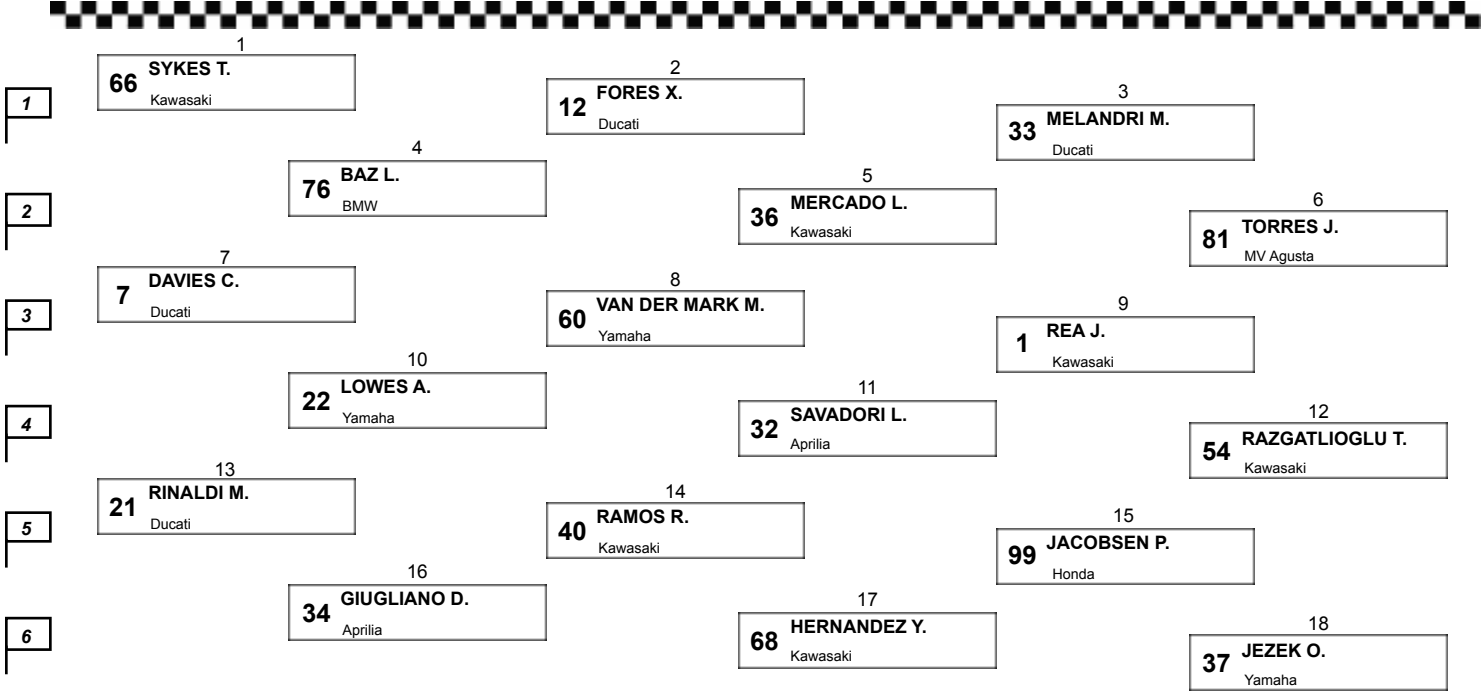 1
1
66 SYKES T.
Kawasaki
2
12 FORES X.
Ducati
3
33 MELANDRI M.
Ducati
2
4
76 BAZ L.
BMW
5
36 MERCADO L.
Kawasaki
6
81 TORRES J.
MV Agusta
3
7
7 DAVIES C.
Ducati
8
60 VAN DER MARK M.
Yamaha
9
1 REA J.
Kawasaki
4
10
22 LOWES A.
Yamaha
11
32 SAVADORI L.
Aprilia
12
54 RAZGATLIOGLU T.
Kawasaki
5
13
21 RINALDI M.
Ducati
14
40 RAMOS R.
Kawasaki
15
99 JACOBSEN P.
Honda
6
16
34 GIUGLIANO D.
Aprilia
17
68 HERNANDEZ Y.
Kawasaki
18
37 JEZEK O.
Yamaha